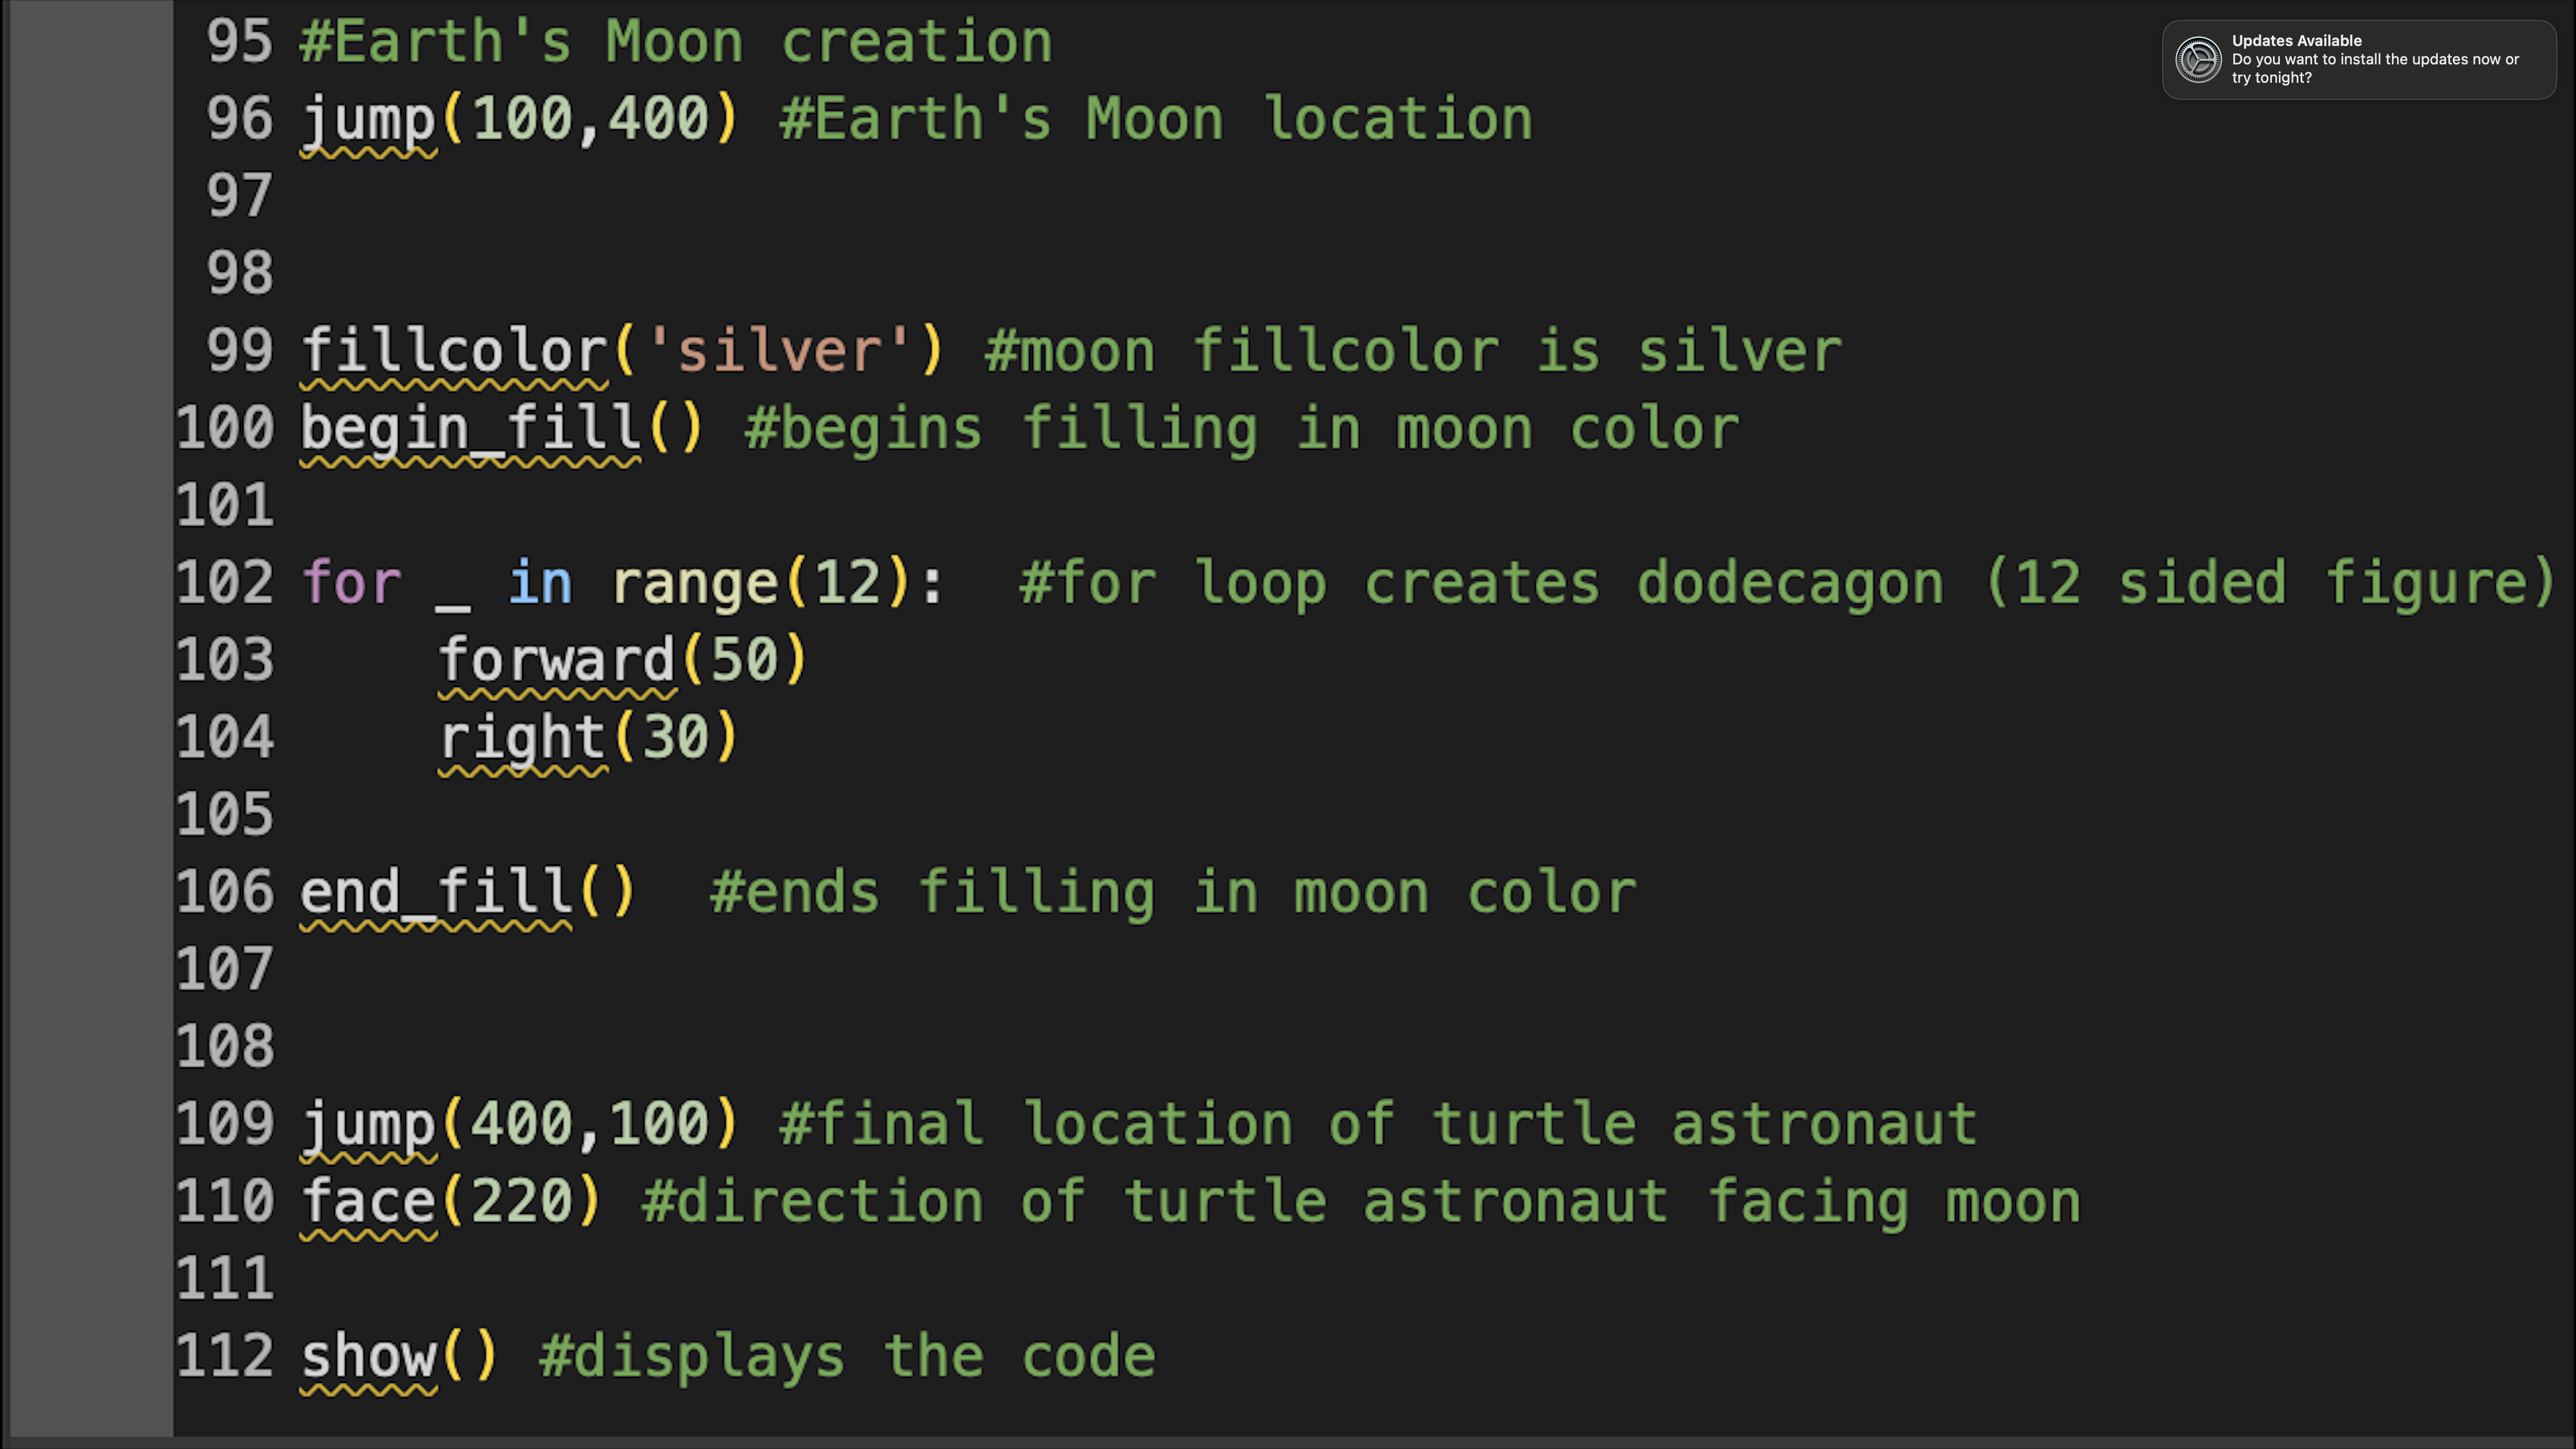 95 #Earth's Moon creation
96 jump(100,400) #Earth's Moon location
97
98
99 fillcolor('silver') #moon fillcolor is silver
100 begin_fill() #begins filling in moon color
101
102 for _ in range(12):  #for loop creates dodecagon (12 sided figure)
103     forward(50)
104     right(30)
105
106 end_fill()  #ends filling in moon color
107
108
109 jump(400,100) #final location of turtle astronaut
110 face(220) #direction of turtle astronaut facing moon
111
112 show() #displays the code
Updates Available
Do you want to install the updates now or
try tonight?